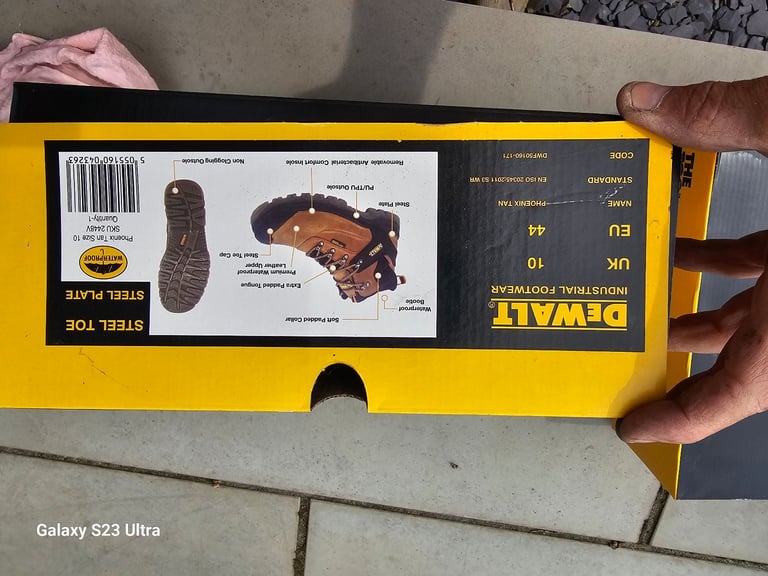 DEWALT®
INDUSTRIAL FOOTWEAR
UK 10
EU 44
NAME PHOENIX TAN
STANDARD EN ISO 20345:2011 S3 WR
CODE DWF50160-171
Soft Padded Collar
Waterproof
Bootie
Extra Padded Tongue
Premium Waterproof
Leather Upper
Steel Toe Cap
Steel Plate
PU/TPU Outsole
Removable Antibacterial Comfort Insole
Non Clogging Outsole
STEEL TOE
STEEL PLATE
WATERPROOF
Phoenix Tan Size 10
SKU 2448V
Quantity-1
5 055160 043263
THE
Galaxy S23 Ultra